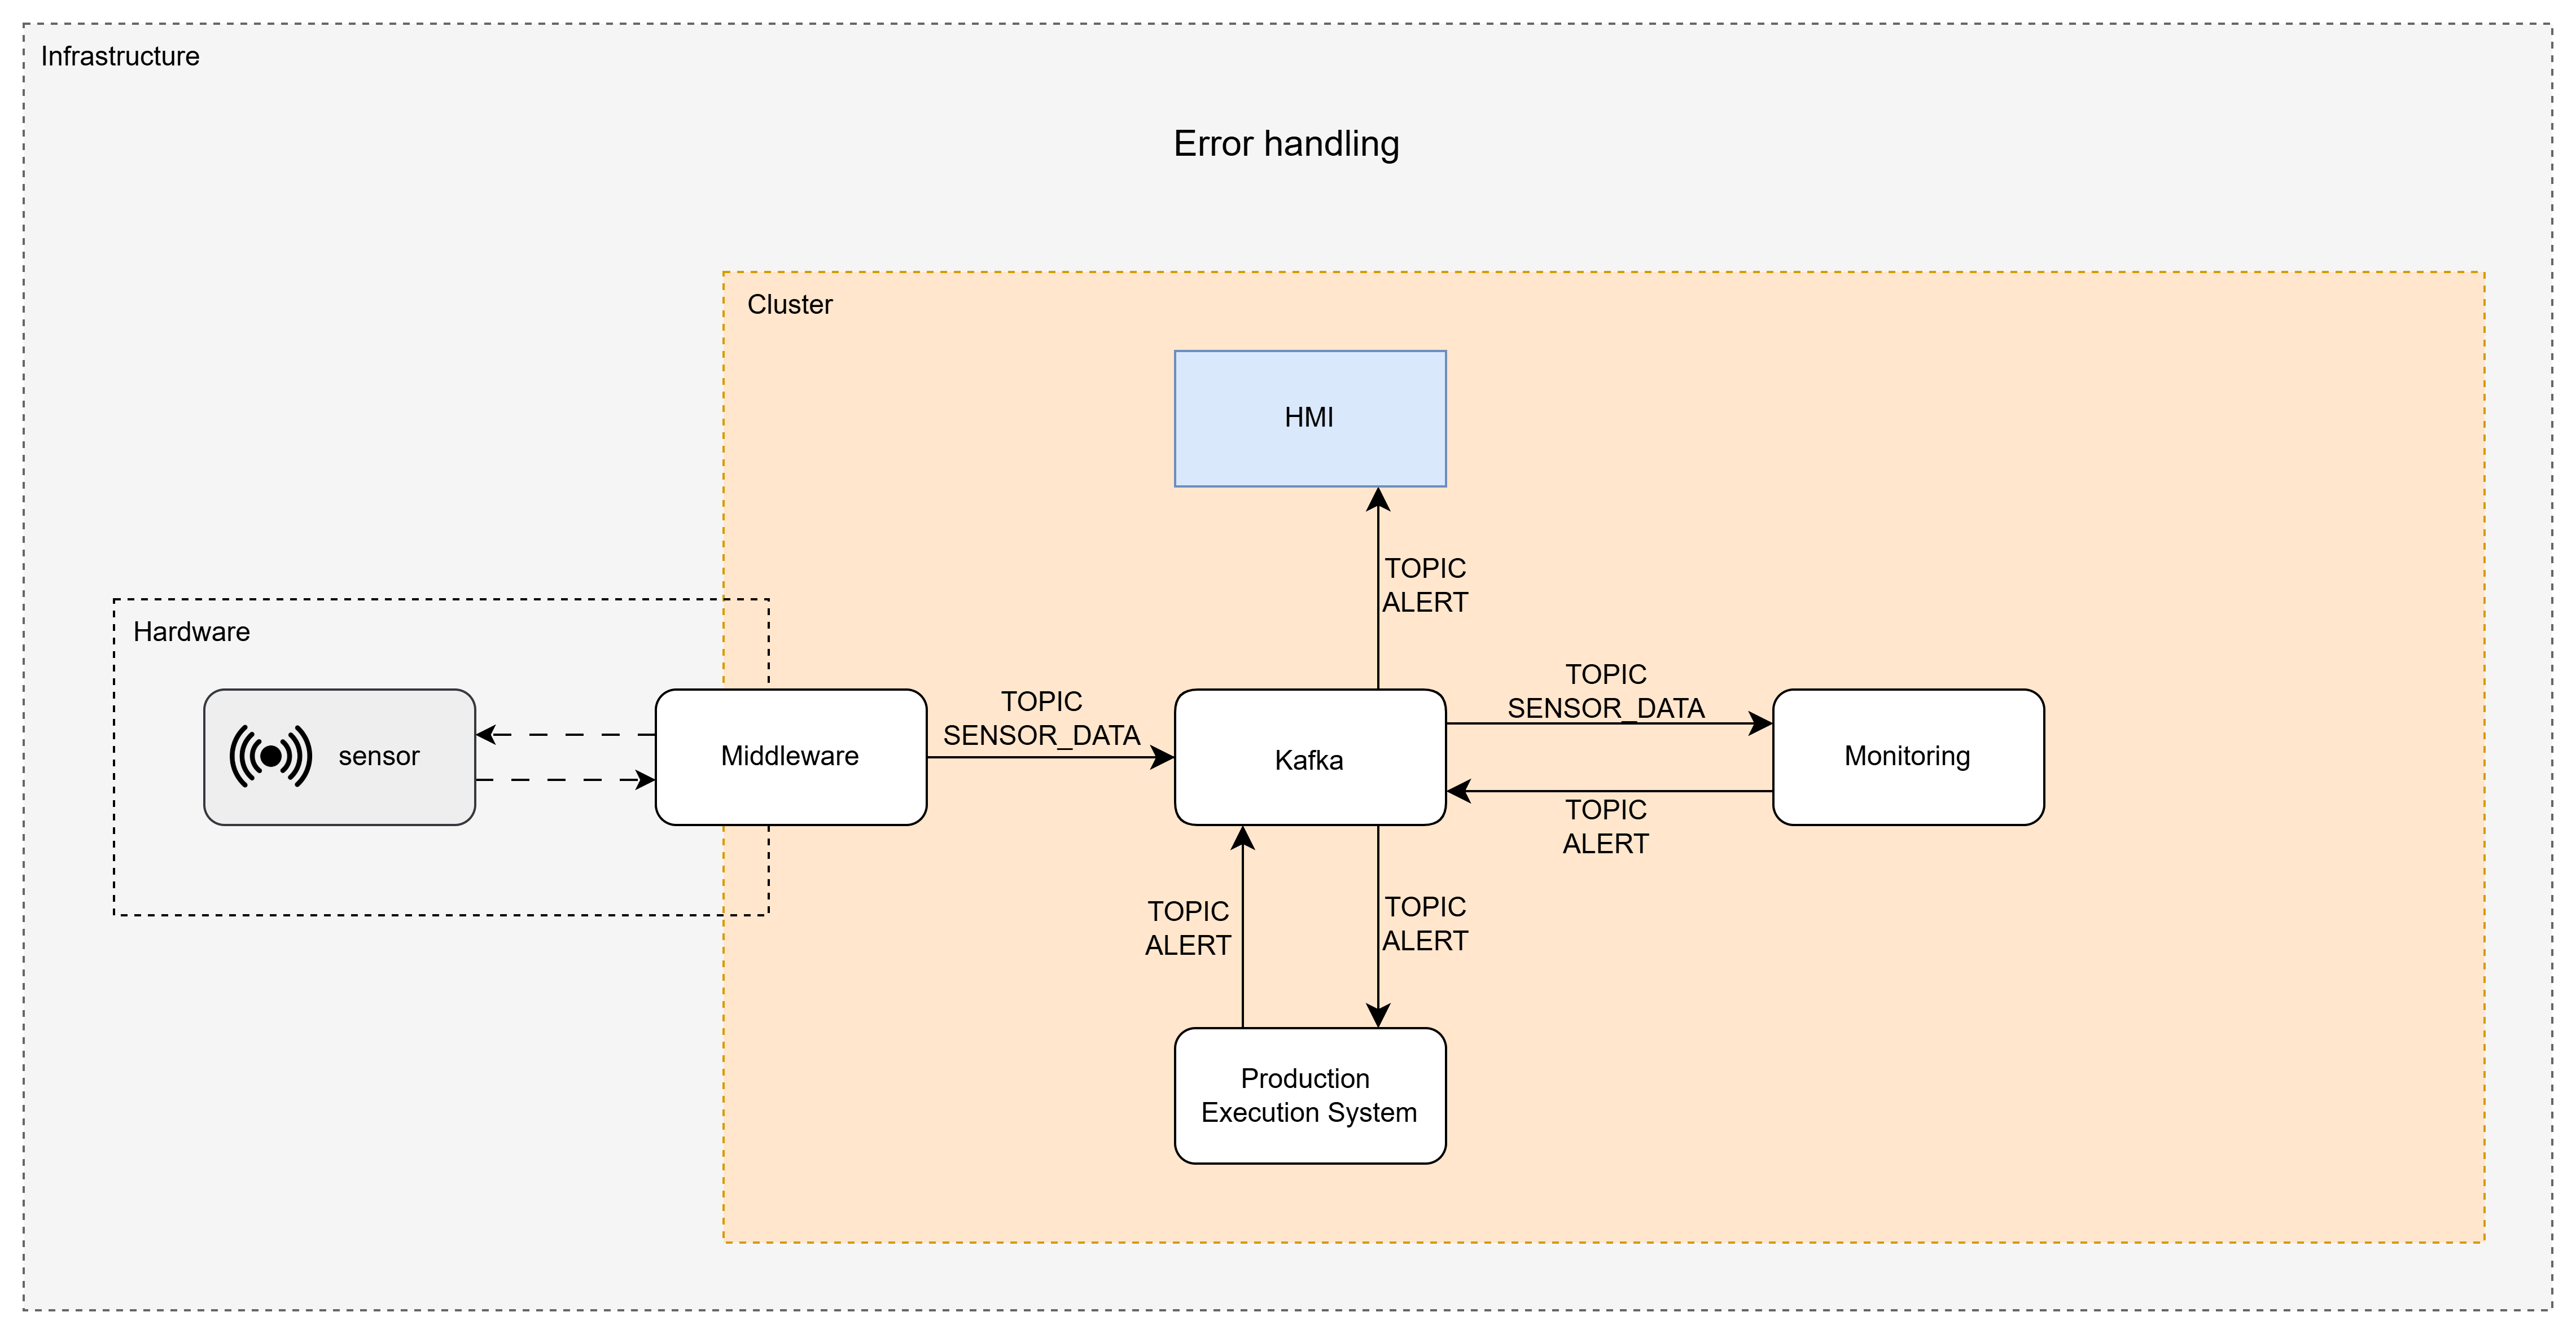 Infrastructure
Error handling
Cluster
HMI
TOPIC
ALERT
Hardware
sensor
Middleware
TOPIC
SENSOR_DATA
Kafka
TOPIC
SENSOR_DATA
Monitoring
TOPIC
ALERT
TOPIC
ALERT
TOPIC
ALERT
Production
Execution System